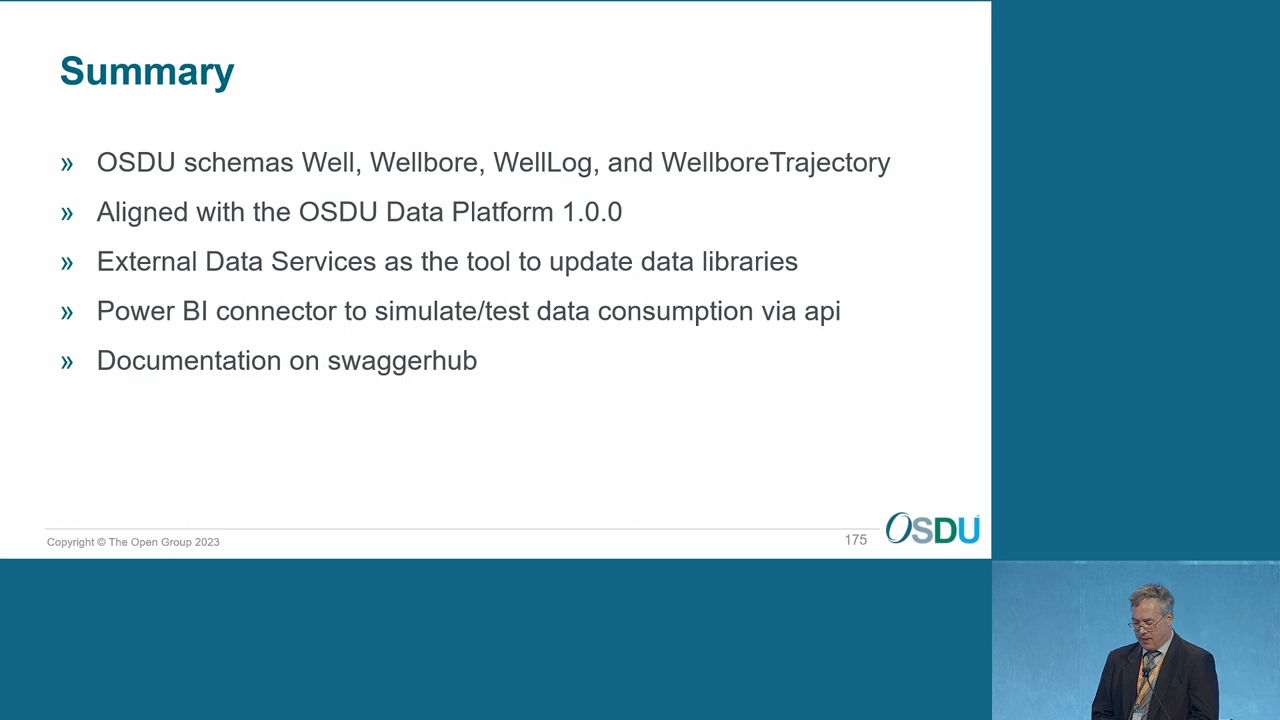 Summary
» OSDU schemas Well, Wellbore, WellLog, and WellboreTrajectory
» Aligned with the OSDU Data Platform 1.0.0
» External Data Services as the tool to update data libraries
» Power BI connector to simulate/test data consumption via api
» Documentation on swaggerhub
Copyright © The Open Group 2023
175
OSDU